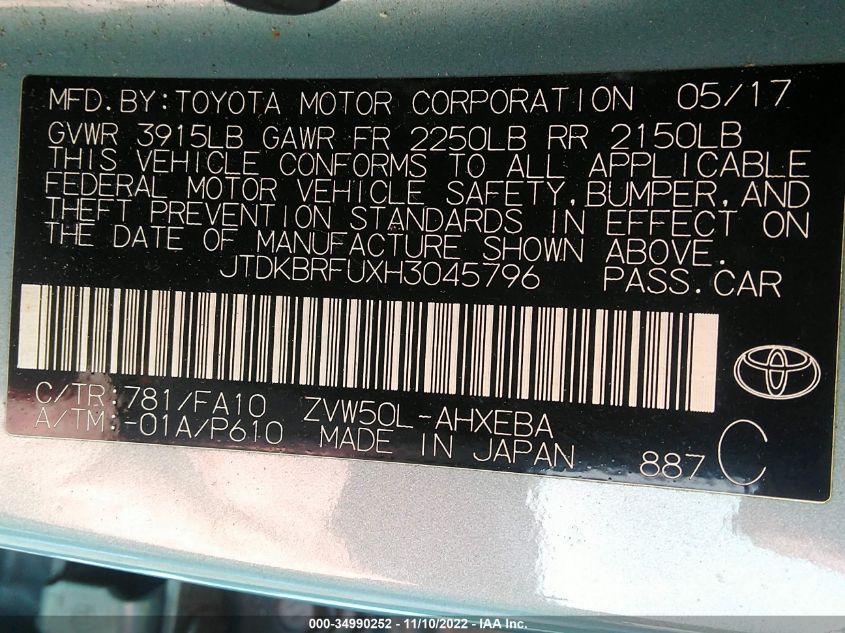 MFD.BY:TOYOTA MOTOR CORPORATION 05/17
GVWR 3915LB GAWR FR 2250LB RR 2150LB
THIS VEHICLE CONFORMS TO ALL APPLICABLE
FEDERAL MOTOR VEHICLE SAFETY,BUMPER,AND
THEFT PREVENTION STANDARDS IN EFFECT ON
THE DATE OF MANUFACTURE SHOWN ABOVE.
JTDKBRFUXH3045796 PASS.CAR
C/TR:781/FA10 ZVW50L-AHXEBA
A/TM:-01A/P610 MADE IN JAPAN 887 C
000-34990252 - 11/10/2022 - IAA Inc.